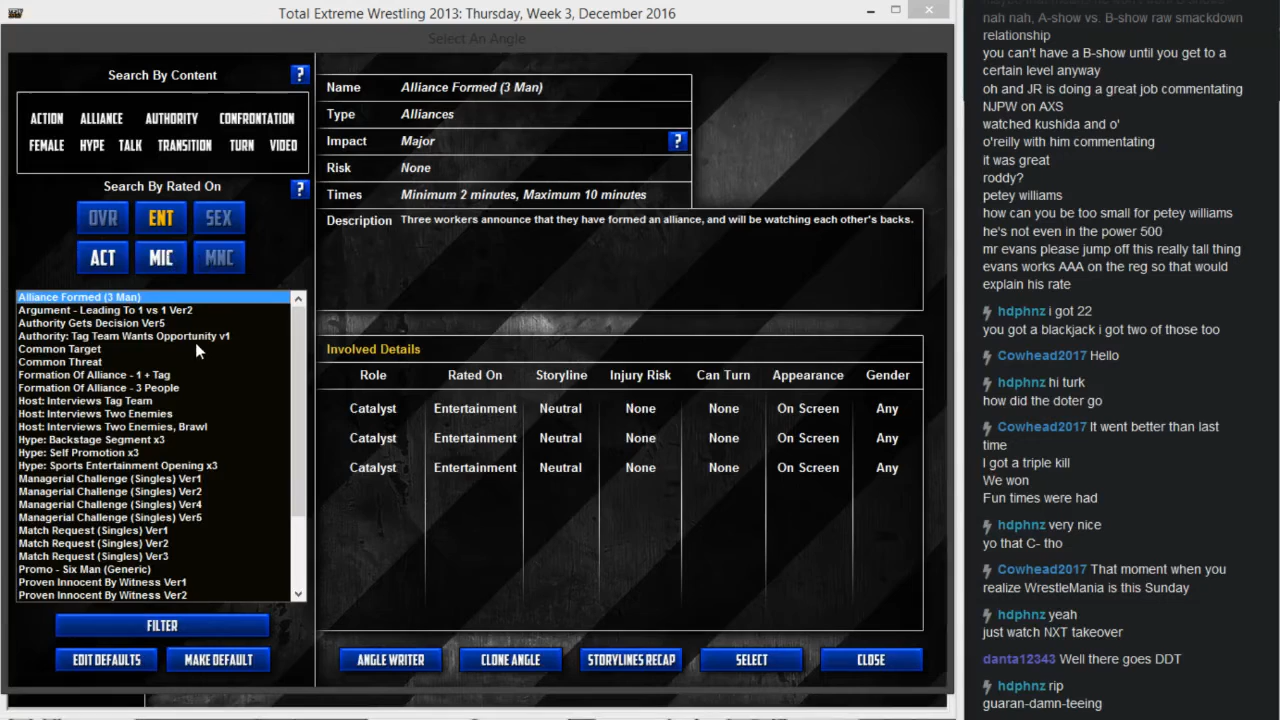 Total Extreme Wrestling 2013: Thursday, Week 3, December 2016
Select An Angle
Search By Content
?
ACTION ALLIANCE AUTHORITY CONFRONTATION
FEMALE HYPE TALK TRANSITION TURN VIDEO
Search By Rated On
?
OVR ENT SEX
ACT MIC MNC
Alliance Formed (3 Man)
Argument - Leading To 1 vs 1 Ver2
Authority Gets Decision Ver5
Authority: Tag Team Wants Opportunity v1
Common Target
Common Threat
Formation Of Alliance - 1 + Tag
Formation Of Alliance - 3 People
Host: Interviews Tag Team
Host: Interviews Two Enemies
Host: Interviews Two Enemies, Brawl
Hype: Backstage Segment x3
Hype: Self Promotion x3
Hype: Sports Entertainment Opening x3
Managerial Challenge (Singles) Ver1
Managerial Challenge (Singles) Ver2
Managerial Challenge (Singles) Ver4
Managerial Challenge (Singles) Ver5
Match Request (Singles) Ver1
Match Request (Singles) Ver2
Match Request (Singles) Ver3
Promo - Six Man (Generic)
Proven Innocent By Witness Ver1
Proven Innocent By Witness Ver2
FILTER
EDIT DEFAULTS MAKE DEFAULT
Name Alliance Formed (3 Man)
Type Alliances
Impact Major ?
Risk None
Times Minimum 2 minutes, Maximum 10 minutes
Description Three workers announce that they have formed an alliance, and will be watching each other's backs.
Involved Details
Role Rated On Storyline Injury Risk Can Turn Appearance Gender
Catalyst Entertainment Neutral None None On Screen Any
Catalyst Entertainment Neutral None None On Screen Any
Catalyst Entertainment Neutral None None On Screen Any
ANGLE WRITER CLONE ANGLE STORYLINES RECAP SELECT CLOSE
nah nah, A-show vs. B-show raw smackdown
relationship
you can't have a B-show until you get to a
certain level anyway
oh and JR is doing a great job commentating
NJPW on AXS
watched kushida and o'
o'reilly with him commentating
it was great
roddy?
petey williams
how can you be too small for petey williams
he's not even in the power 500
mr evans please jump off this really tall thing
evans works AAA on the reg so that would
explain his rate
hdphnz i got 22
you got a blackjack i got two of those too
Cowhead2017 Hello
hdphnz hi turk
how did the doter go
Cowhead2017 It went better than last
time
I got a triple kill
We won
Fun times were had
hdphnz very nice
yo that C- tho
Cowhead2017 That moment when you
realize WrestleMania is this Sunday
hdphnz yeah
just watch NXT takeover
danta12343 Well there goes DDT
hdphnz rip
guaran-damn-teeing